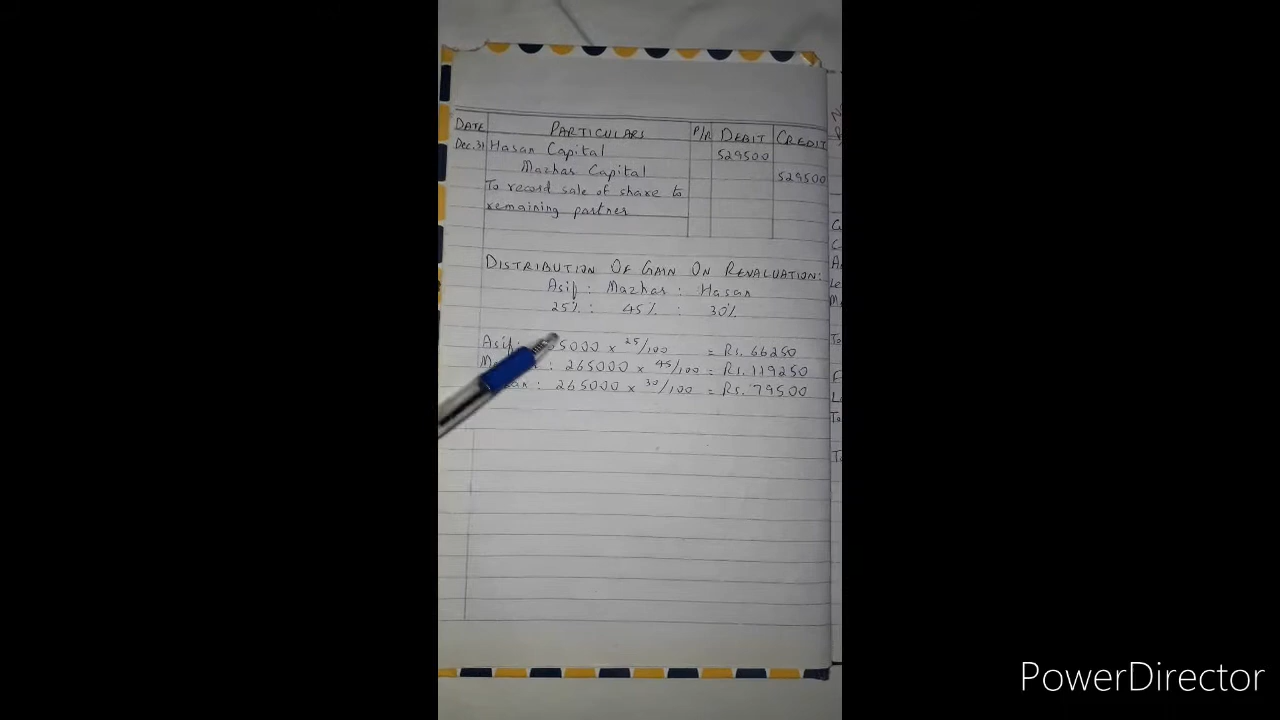 DATE PARTICULARS P/R DEBIT CREDIT
Dec.31 Hasan Capital 529500
Mazhar Capital 529500
To record sale of share to
remaining partner
DISTRIBUTION OF GAIN ON REVALUATION:
Asif : Mazhar : Hasan
25% : 45% : 30%
Asif: 5000 x 25/100 = Rs. 66250
: 265000 x 45/100 = Rs. 119250
: 265000 x 30/100 = Rs. 79500
PowerDirector